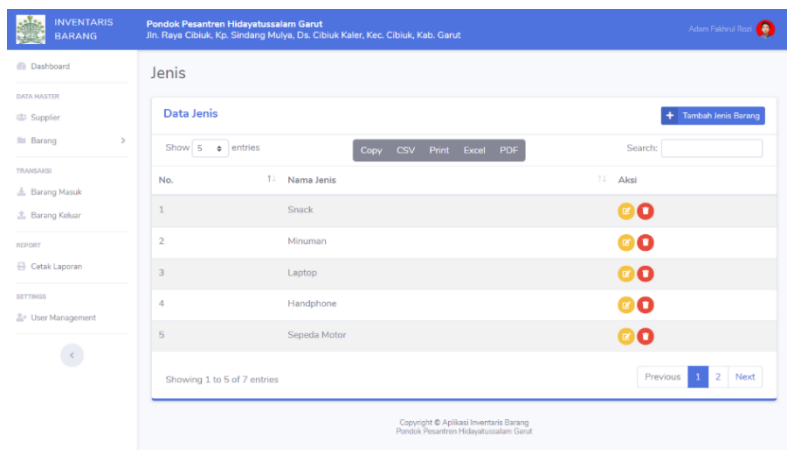 INVENTARIS
BARANG
Pondok Pesantren Hidayatussalam Garut
Jln. Raya Cibiuk, Kp. Sindang Mulya, Ds. Cibiuk Kaler, Kec. Cibiuk, Kab. Garut
Adam Fakhrul Rozi
Dashboard
DATA MASTER
Supplier
Barang
TRANSAKSI
Barang Masuk
Barang Keluar
REPORT
Cetak Laporan
SETTINGS
User Management
Jenis
Data Jenis
+ Tambah Jenis Barang
Show 5 entries
Copy CSV Print Excel PDF
Search:
No. Nama Jenis Aksi
1 Snack
2 Minuman
3 Laptop
4 Handphone
5 Sepeda Motor
Showing 1 to 5 of 7 entries
Previous 1 2 Next
Copyright © Aplikasi Inventaris Barang
Pondok Pesantren Hidayatussalam Garut